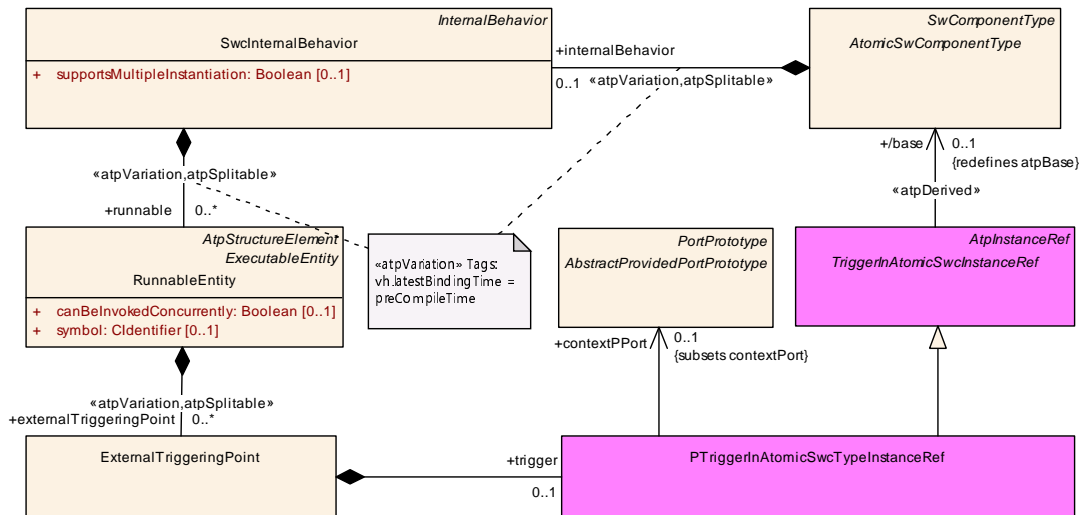 InternalBehavior
SwcInternalBehavior
+ supportsMultipleInstantiation: Boolean [0..1]
+internalBehavior
0..1
«atpVariation,atpSplitable»
SwComponentType
AtomicSwComponentType
+/base
0..1
{redefines atpBase}
«atpDerived»
«atpVariation,atpSplitable»
+runnable
0..*
AtpStructureElement
ExecutableEntity
RunnableEntity
+ canBeInvokedConcurrently: Boolean [0..1]
+ symbol: CIdentifier [0..1]
«atpVariation» Tags:
vh.latestBindingTime =
preCompileTime
PortPrototype
AbstractProvidedPortPrototype
AtpInstanceRef
TriggerInAtomicSwcInstanceRef
+contextPPort
0..1
{subsets contextPort}
«atpVariation,atpSplitable»
+externalTriggeringPoint
0..*
ExternalTriggeringPoint
+trigger
0..1
PTriggerInAtomicSwcTypeInstanceRef